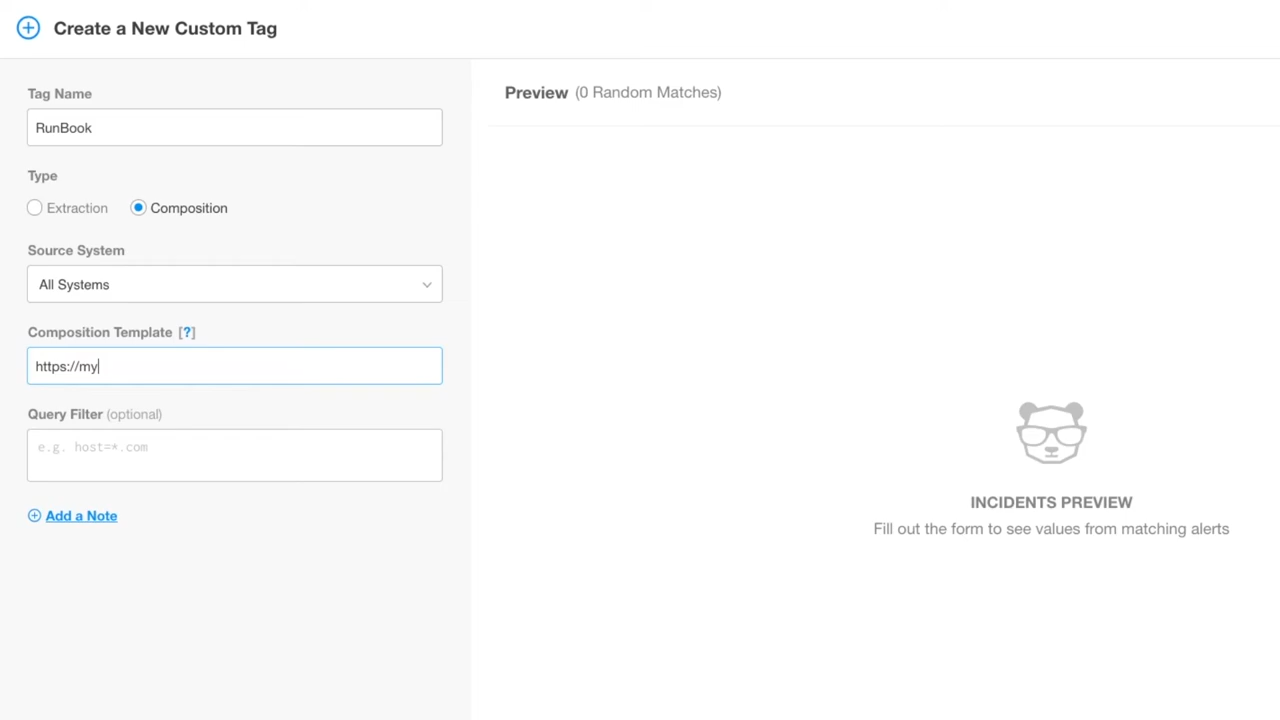 Create a New Custom Tag
Tag Name
RunBook
Type
Extraction
Composition
Source System
All Systems
Composition Template [?]
https://my
Query Filter (optional)
e.g. host=*.com
Add a Note
Preview (0 Random Matches)
INCIDENTS PREVIEW
Fill out the form to see values from matching alerts